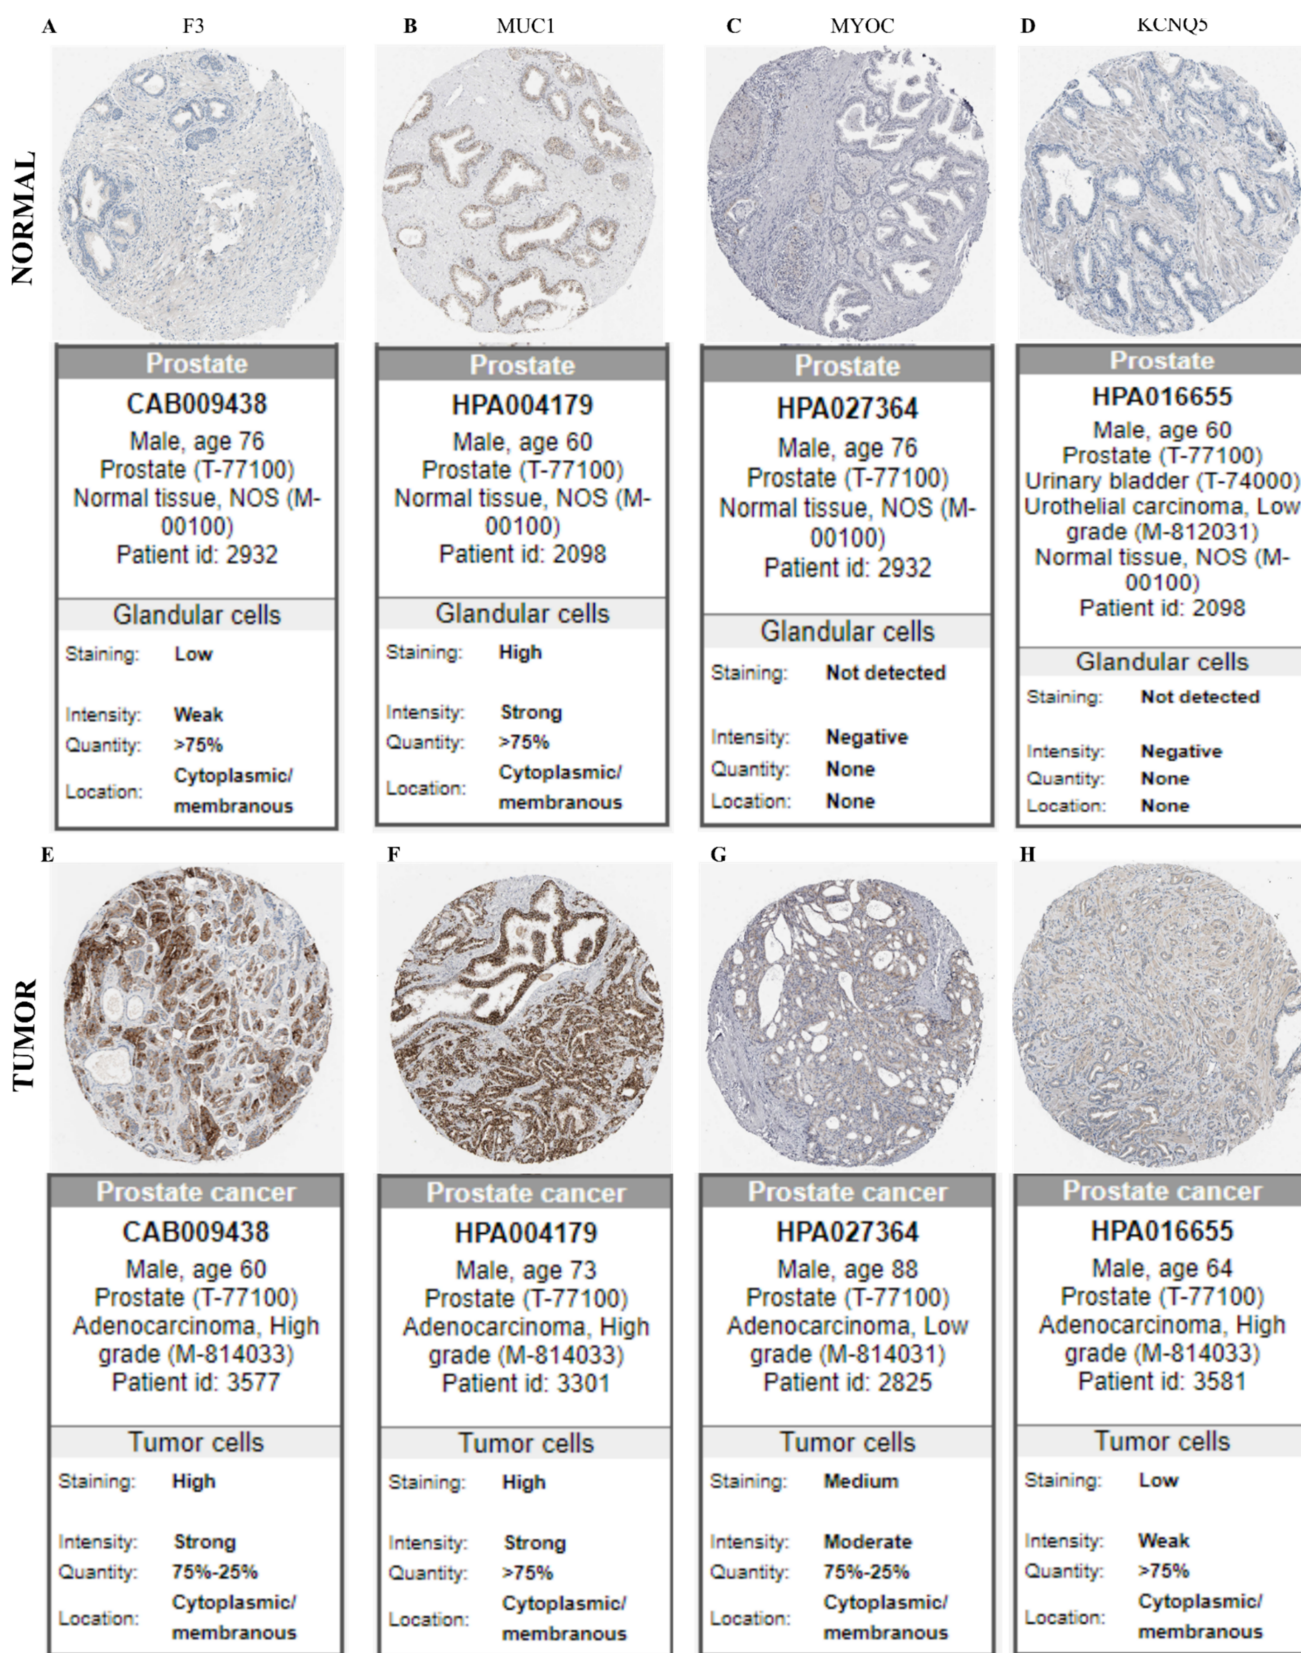 A F3 B MUC1 C MYOC D KCNQ5
NORMAL
Prostate
CAB009438
Male, age 76
Prostate (T-77100)
Normal tissue, NOS (M-
00100)
Patient id: 2932
Glandular cells
Staining: Low
Intensity: Weak
Quantity: >75%
Location: Cytoplasmic/
membranous
Prostate
HPA004179
Male, age 60
Prostate (T-77100)
Normal tissue, NOS (M-
00100)
Patient id: 2098
Glandular cells
Staining: High
Intensity: Strong
Quantity: >75%
Location: Cytoplasmic/
membranous
Prostate
HPA027364
Male, age 76
Prostate (T-77100)
Normal tissue, NOS (M-
00100)
Patient id: 2932
Glandular cells
Staining: Not detected
Intensity: Negative
Quantity: None
Location: None
Prostate
HPA016655
Male, age 60
Prostate (T-77100)
Urinary bladder (T-74000)
Urothelial carcinoma, Low
grade (M-812031)
Normal tissue, NOS (M-
00100)
Patient id: 2098
Glandular cells
Staining: Not detected
Intensity: Negative
Quantity: None
Location: None
E F G H
TUMOR
Prostate cancer
CAB009438
Male, age 60
Prostate (T-77100)
Adenocarcinoma, High
grade (M-814033)
Patient id: 3577
Tumor cells
Staining: High
Intensity: Strong
Quantity: 75%-25%
Location: Cytoplasmic/
membranous
Prostate cancer
HPA004179
Male, age 73
Prostate (T-77100)
Adenocarcinoma, High
grade (M-814033)
Patient id: 3301
Tumor cells
Staining: High
Intensity: Strong
Quantity: >75%
Location: Cytoplasmic/
membranous
Prostate cancer
HPA027364
Male, age 88
Prostate (T-77100)
Adenocarcinoma, Low
grade (M-814031)
Patient id: 2825
Tumor cells
Staining: Medium
Intensity: Moderate
Quantity: 75%-25%
Location: Cytoplasmic/
membranous
Prostate cancer
HPA016655
Male, age 64
Prostate (T-77100)
Adenocarcinoma, High
grade (M-814033)
Patient id: 3581
Tumor cells
Staining: Low
Intensity: Weak
Quantity: >75%
Location: Cytoplasmic/
membranous